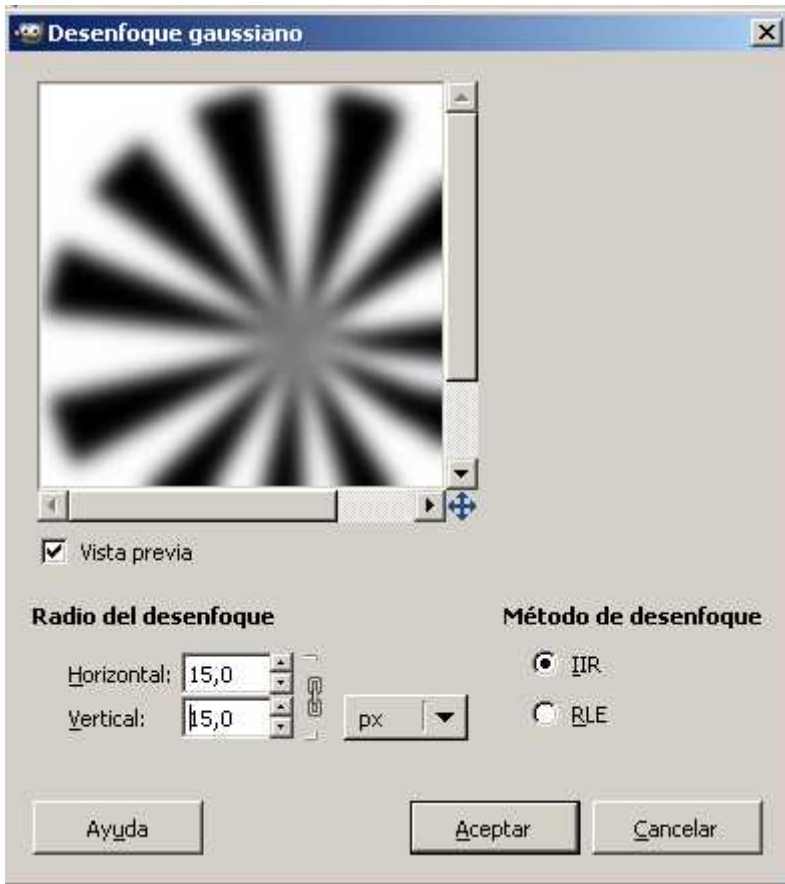 Desenfoque gaussiano
Vista previa
Radio del desenfoque
Método de desenfoque
Horizontal: 15,0
IIR
Vertical: 15,0
px
RLE
Ayuda
Aceptar
Cancelar